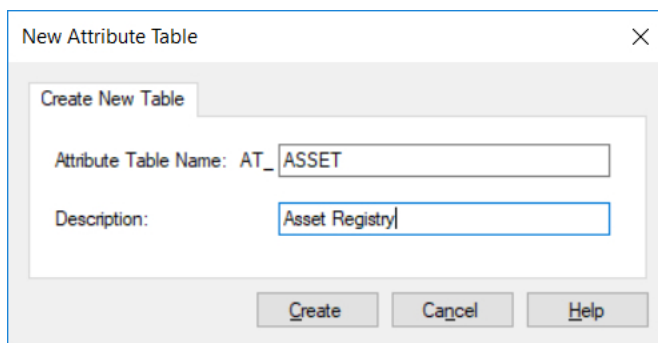 New Attribute Table
Create New Table
Attribute Table Name: AT_ ASSET
Description: Asset Registry
Create Cancel Help